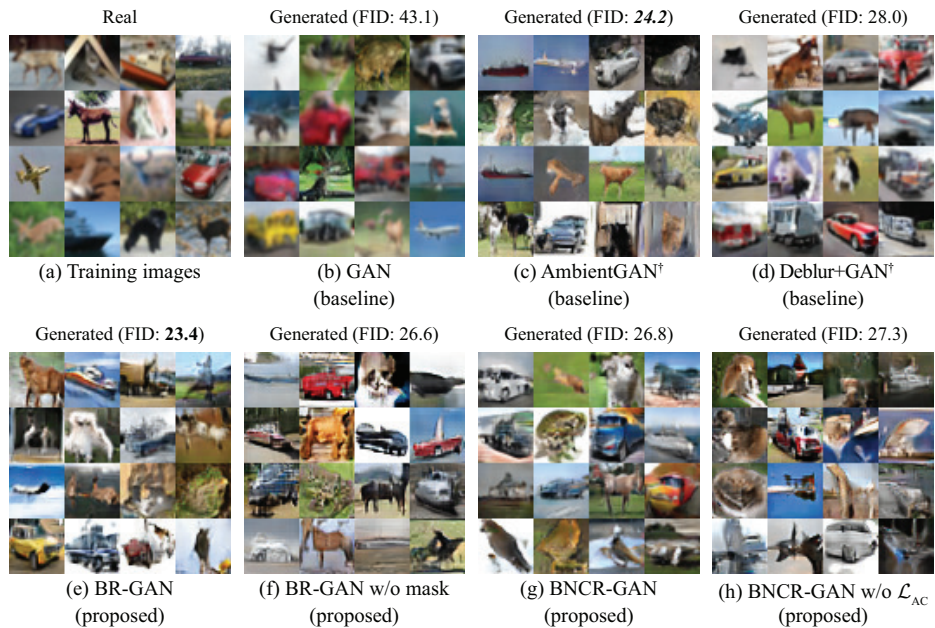 Real
Generated (FID: 43.1)
Generated (FID: 24.2)
Generated (FID: 28.0)
(a) Training images
(b) GAN
(baseline)
(c) AmbientGAN†
(baseline)
(d) Deblur+GAN†
(baseline)
Generated (FID: 23.4)
Generated (FID: 26.6)
Generated (FID: 26.8)
Generated (FID: 27.3)
(e) BR-GAN
(proposed)
(f) BR-GAN w/o mask
(proposed)
(g) BNCR-GAN
(proposed)
(h) BNCR-GAN w/o ℒAC
(proposed)